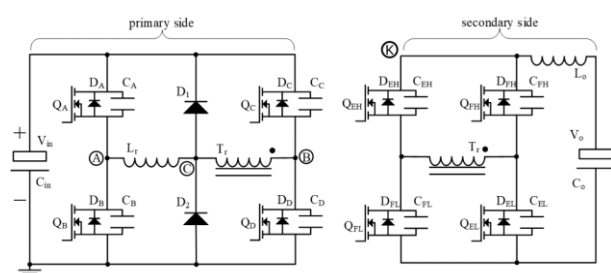 primary side
secondary side
K
D_A C_A D_1 D_C C_C
D_EH C_EH D_FH C_FH L_o
Q_A Q_C Q_EH Q_FH
+ V_in C_in −
A L_r C T_r B
T_r V_o C_o
D_B C_B D_2 D_D C_D
D_FL C_FL D_EL C_EL
Q_B Q_D Q_FL Q_EL